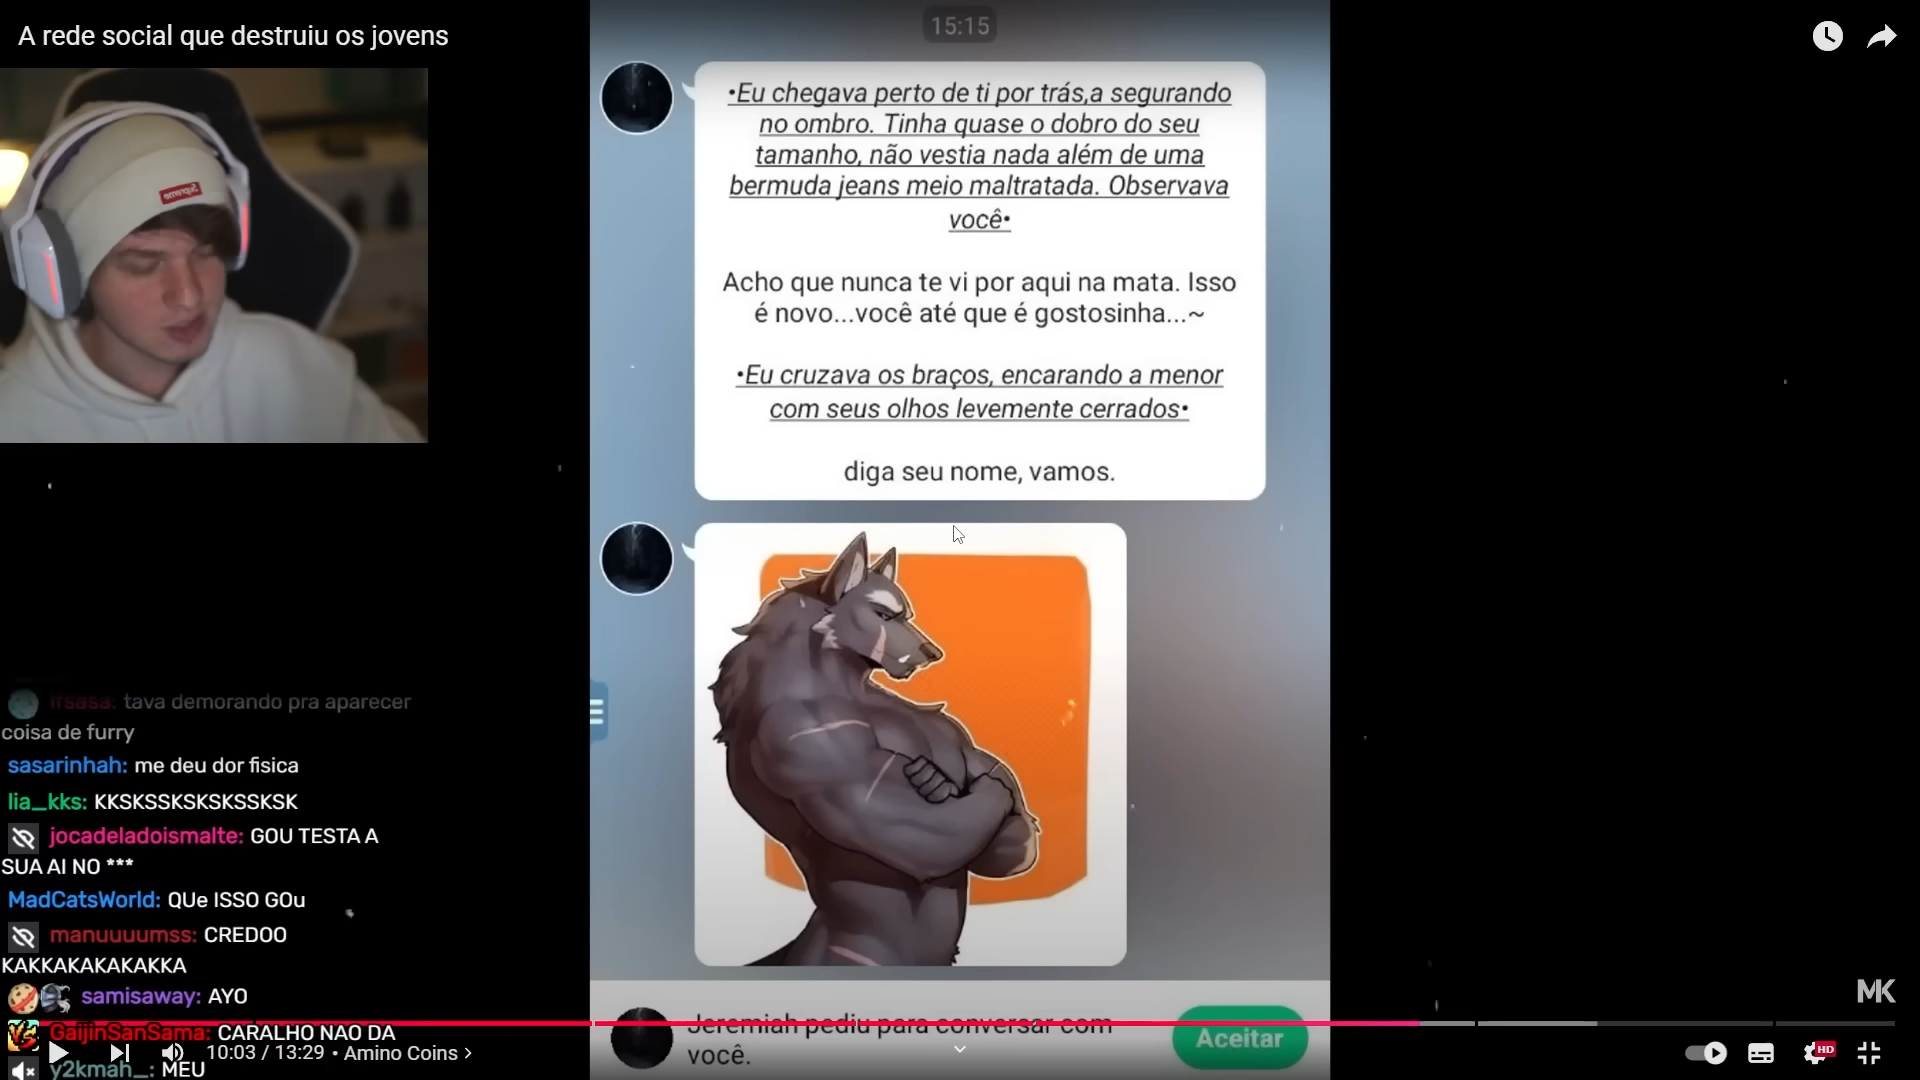 A rede social que destruiu os jovens
15:15
•Eu chegava perto de ti por trás,a segurando
no ombro. Tinha quase o dobro do seu
tamanho, não vestia nada além de uma
bermuda jeans meio maltratada. Observava
você•
Acho que nunca te vi por aqui na mata. Isso
é novo...você até que é gostosinha...~
•Eu cruzava os braços, encarando a menor
com seus olhos levemente cerrados•
diga seu nome, vamos.
Supreme
lfsasa: tava demorando pra aparecer
coisa de furry
sasarinhah: me deu dor fisica
lia_kks: KKSKSSKSKSKSSKSK
jocadeladoismalte: GOU TESTA A
SUA AI NO ***
MadCatsWorld: QUe ISSO GOu
manuuuumss: CREDOO
KAKKAKAKAKAKKA
samisaway: AYO
GaijinSanSama: CARALHO NAO DA
y2kmah_: MEU
Jeremiah pediu para conversar com
você.
Aceitar
MK
10:03 / 13:29 • Amino Coins
HD